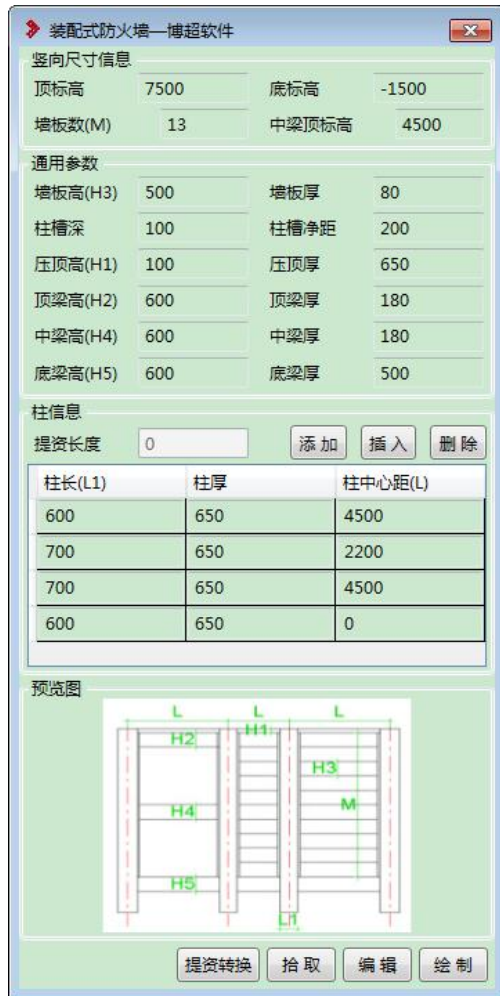 装配式防火墙—博超软件
竖向尺寸信息
顶标高 7500 底标高 -1500
墙板数(M) 13 中梁顶标高 4500
通用参数
墙板高(H3) 500 墙板厚 80
柱槽深 100 柱槽净距 200
压顶高(H1) 100 压顶厚 650
顶梁高(H2) 600 顶梁厚 180
中梁高(H4) 600 中梁厚 180
底梁高(H5) 600 底梁厚 500
柱信息
提资长度 0 添加 插入 删除
柱长(L1) 柱厚 柱中心距(L)
600 650 4500
700 650 2200
700 650 4500
600 650 0
预览图
L L L
H2 H1
H3
H4 M
H5
L1
提资转换 拾取 编辑 绘制